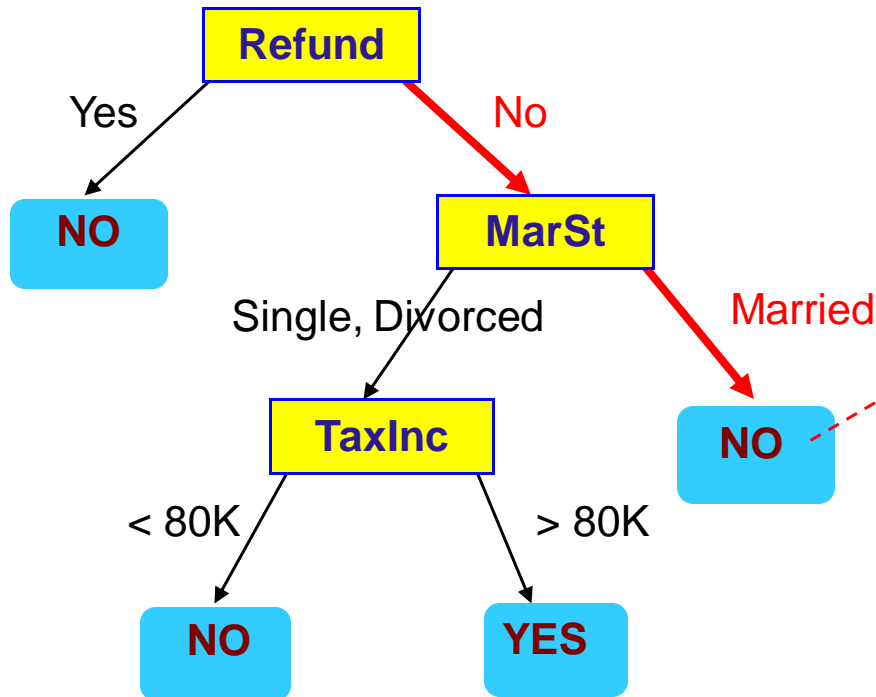 Refund
Yes
No
NO
MarSt
Single, Divorced
Married
TaxInc
NO
< 80K
> 80K
NO
YES